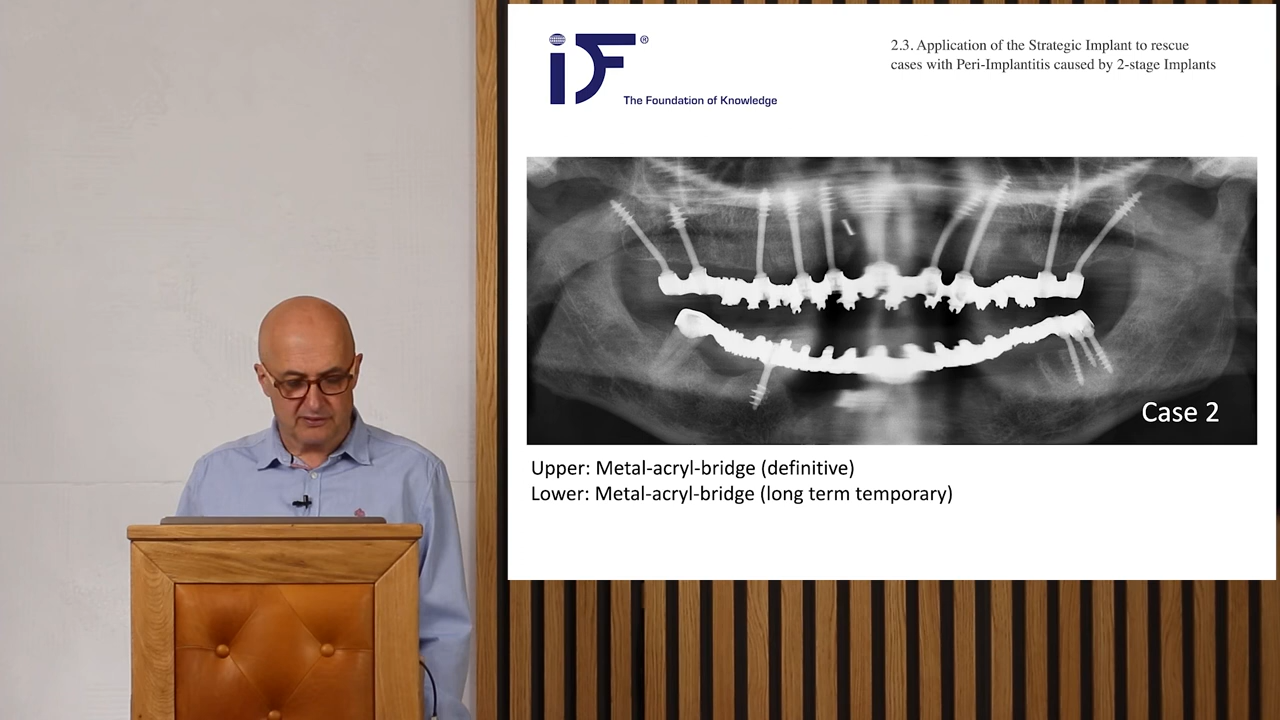 iF ®
The Foundation of Knowledge
2.3. Application of the Strategic Implant to rescue
cases with Peri-Implantitis caused by 2-stage Implants
Case 2
Upper: Metal-acryl-bridge (definitive)
Lower: Metal-acryl-bridge (long term temporary)